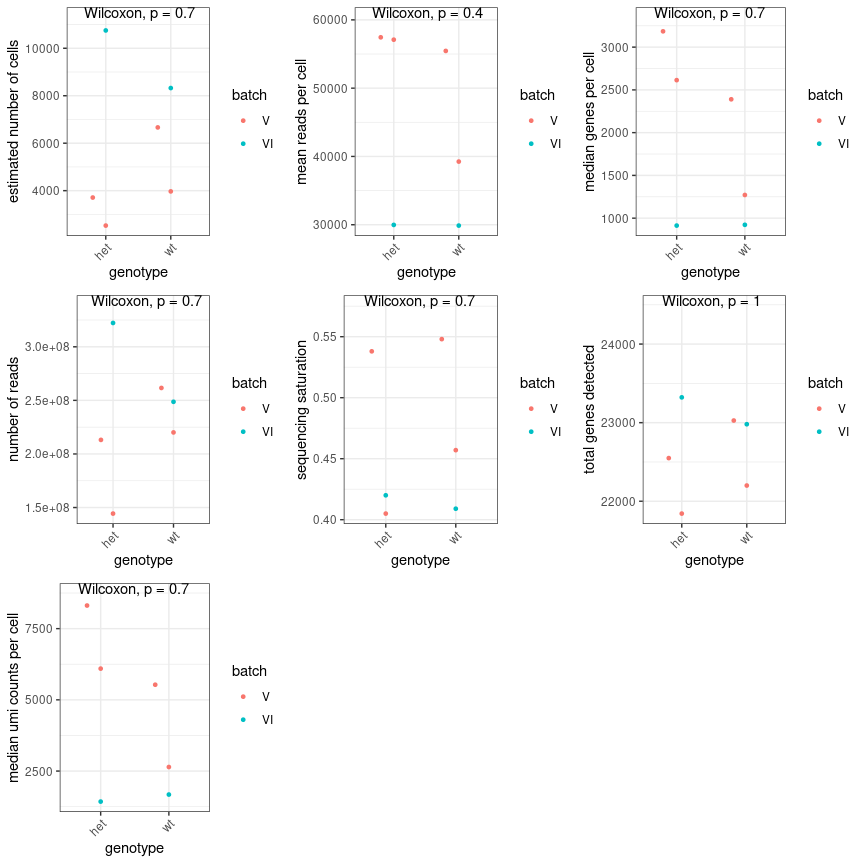 Wilcoxon, p = 0.7
estimated number of cells
10000
8000
6000
4000
het
wt
genotype
batch
V
VI
Wilcoxon, p = 0.4
mean reads per cell
60000
50000
40000
30000
het
wt
genotype
batch
V
VI
Wilcoxon, p = 0.7
median genes per cell
3000
2500
2000
1500
1000
het
wt
genotype
batch
V
VI
Wilcoxon, p = 0.7
number of reads
3.0e+08
2.5e+08
2.0e+08
1.5e+08
het
wt
genotype
batch
V
VI
Wilcoxon, p = 0.7
sequencing saturation
0.55
0.50
0.45
0.40
het
wt
genotype
batch
V
VI
Wilcoxon, p = 1
total genes detected
24000
23000
22000
het
wt
genotype
batch
V
VI
Wilcoxon, p = 0.7
median umi counts per cell
7500
5000
2500
het
wt
genotype
batch
V
VI